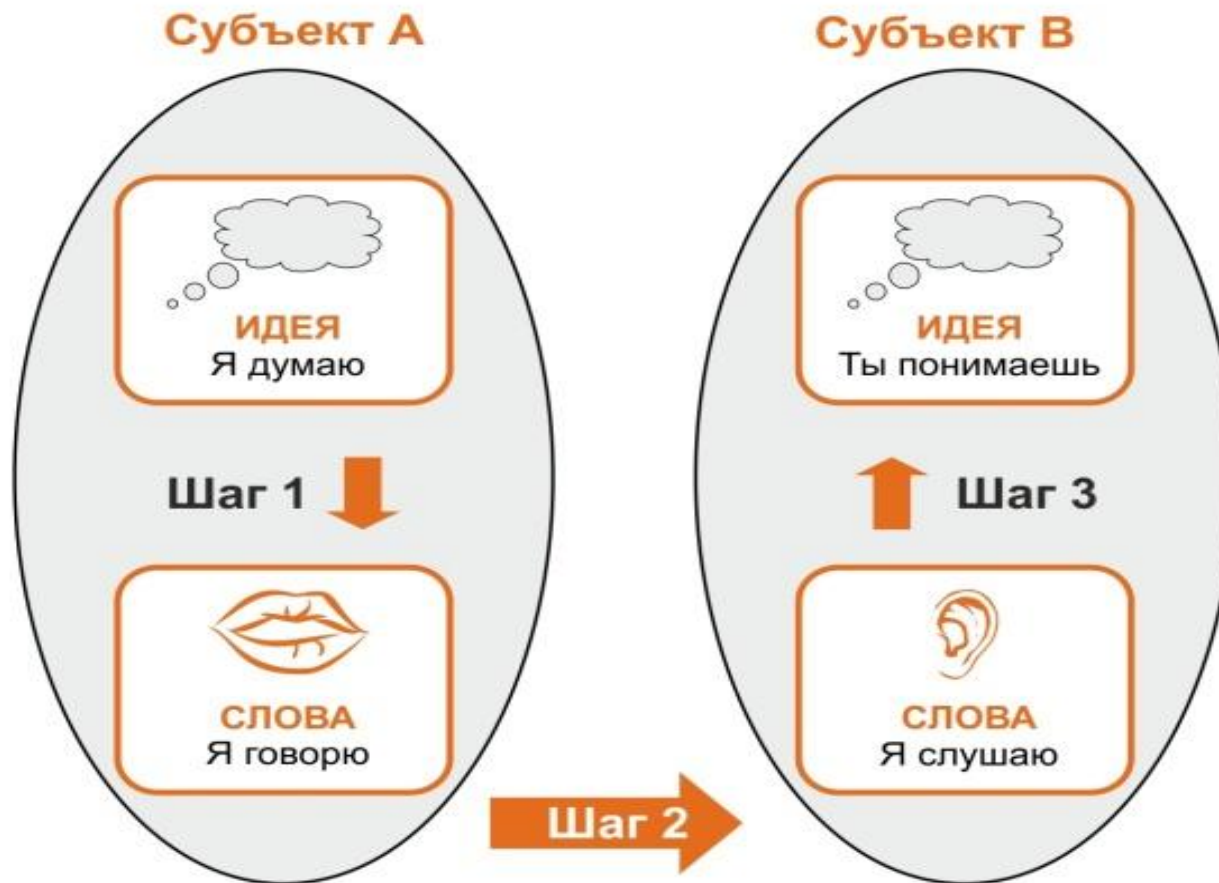 Субъект А
Субъект В
ИДЕЯ
Я думаю
ИДЕЯ
Ты понимаешь
Шаг 1
Шаг 3
СЛОВА
Я говорю
СЛОВА
Я слушаю
Шаг 2